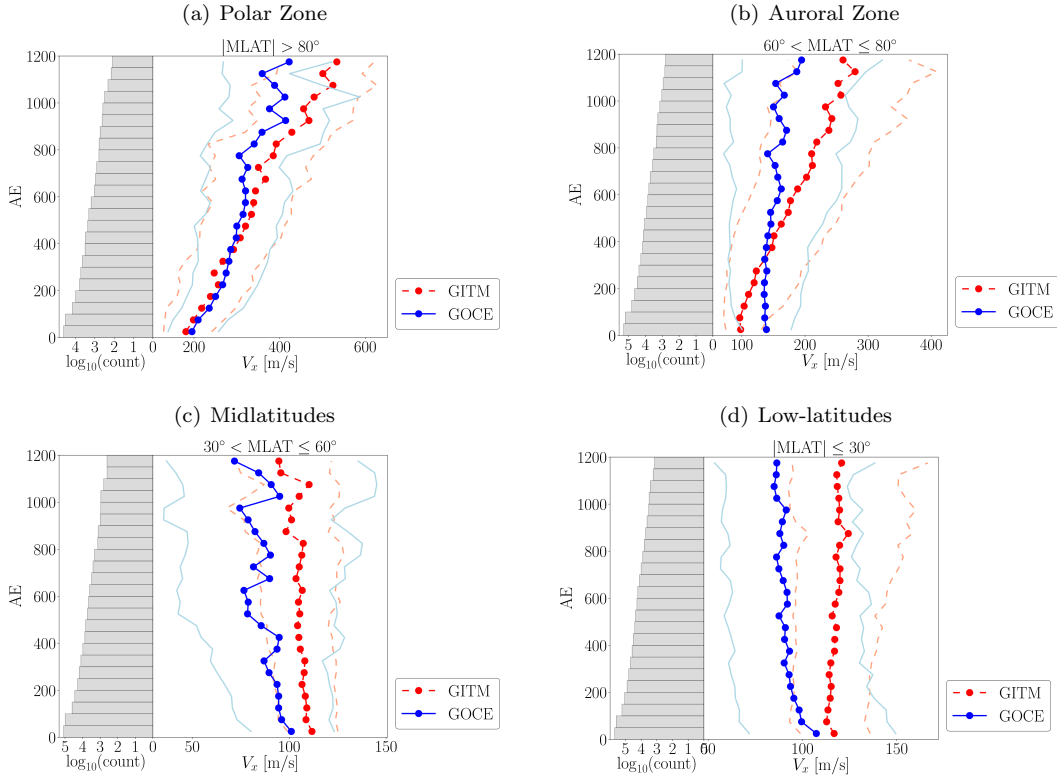 (a) Polar Zone
|MLAT| > 80°
1200
1000
800
600
400
200
0
AE
4 3 2 1 0
log₁₀(count)
200 400 600
Vₓ [m/s]
GITM
GOCE
(b) Auroral Zone
60° < MLAT ≤ 80°
1200
1000
800
600
400
200
0
AE
5 4 3 2 1 0
log₁₀(count)
100 200 300 400
Vₓ [m/s]
GITM
GOCE
(c) Midlatitudes
30° < MLAT ≤ 60°
1200
1000
800
600
400
200
0
AE
5 4 3 2 1 0
log₁₀(count)
50 100 150
Vₓ [m/s]
GITM
GOCE
(d) Low-latitudes
|MLAT| ≤ 30°
1200
1000
800
600
400
200
0
AE
5 4 3 2 1 0
log₁₀(count)
50 100 150
Vₓ [m/s]
GITM
GOCE